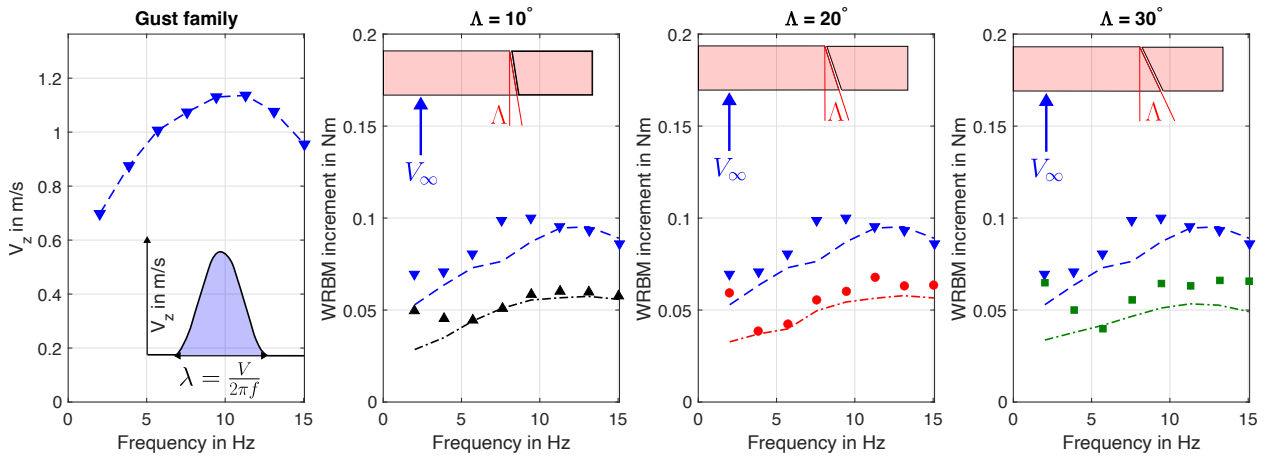 Gust family
V_z in m/s
1.2
1
0.8
0.6
0.4
0.2
0
5
10
15
Frequency in Hz
V_z in m/s
λ = V/2πf
Λ = 10°
WRBM increment in Nm
0.2
0.15
0.1
0.05
0
0
5
10
15
Frequency in Hz
Λ
V∞
Λ = 20°
WRBM increment in Nm
0.2
0.15
0.1
0.05
0
0
5
10
15
Frequency in Hz
Λ
V∞
Λ = 30°
WRBM increment in Nm
0.2
0.15
0.1
0.05
0
0
5
10
15
Frequency in Hz
Λ
V∞